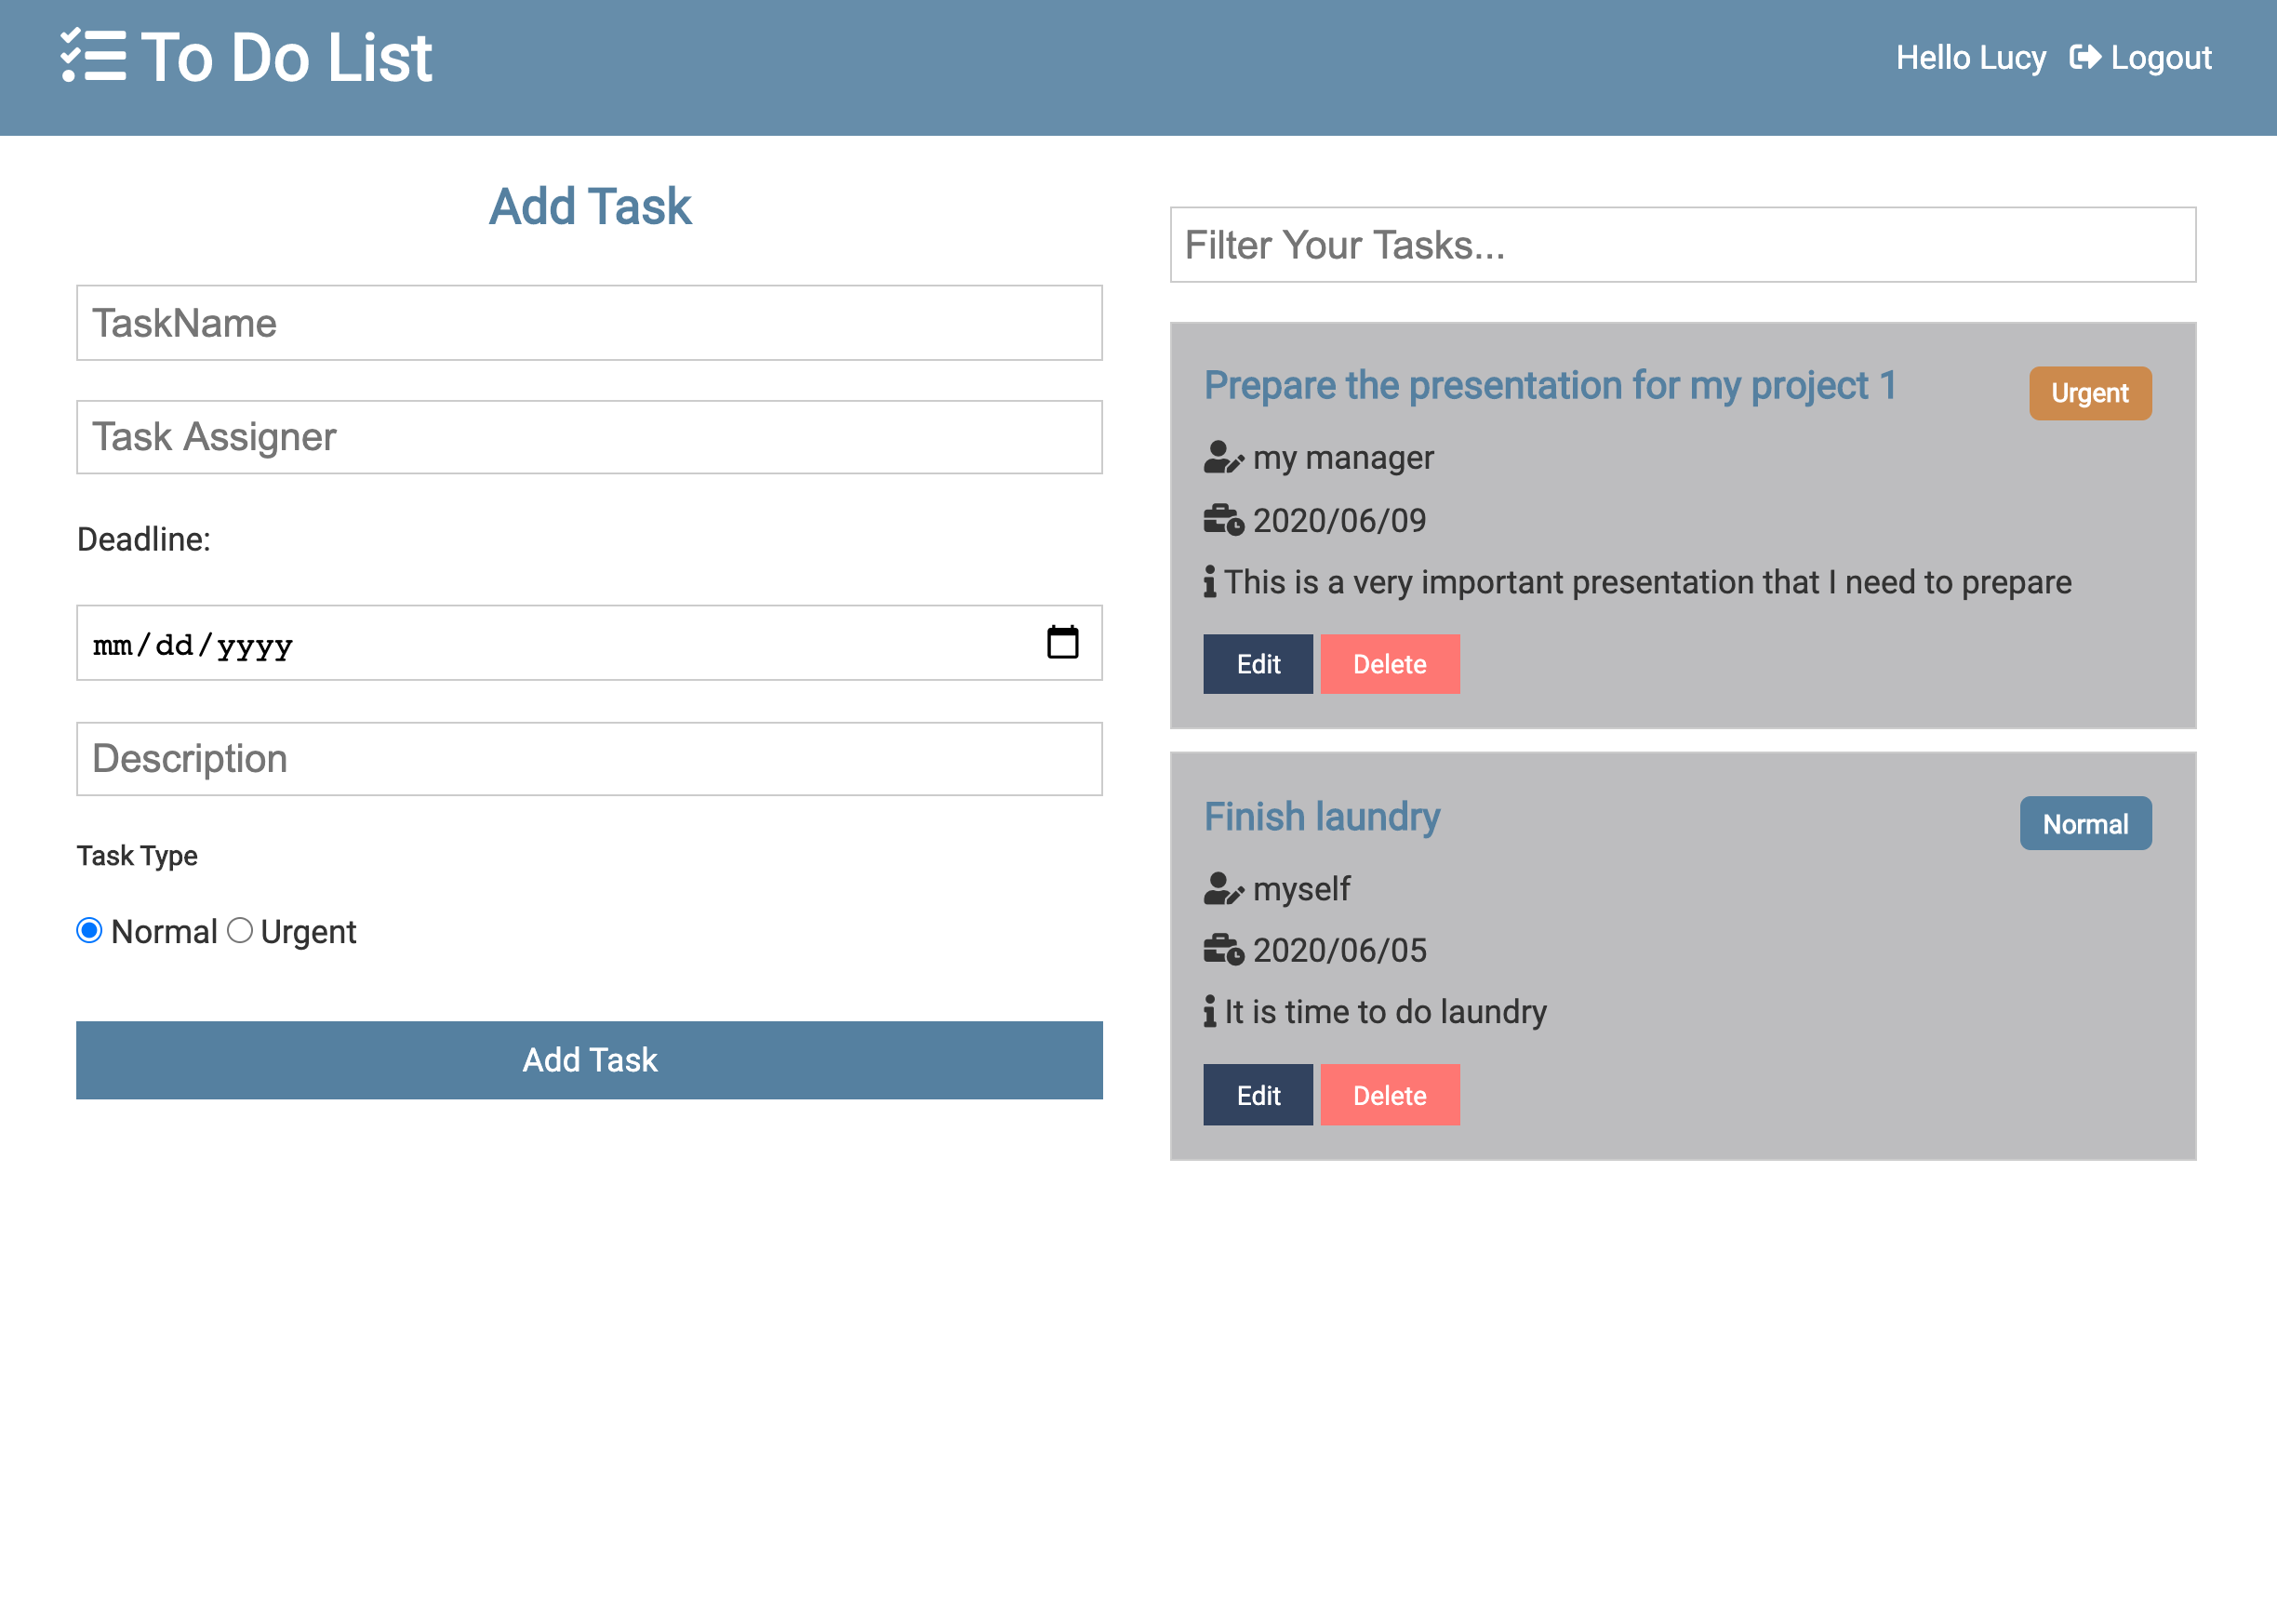 To Do List
Hello Lucy Logout
Add Task
TaskName
Task Assigner
Deadline:
mm/dd/yyyy
Description
Task Type
Normal Urgent
Add Task
Filter Your Tasks...
Prepare the presentation for my project 1
Urgent
my manager
2020/06/09
This is a very important presentation that I need to prepare
Edit Delete
Finish laundry
Normal
myself
2020/06/05
It is time to do laundry
Edit Delete